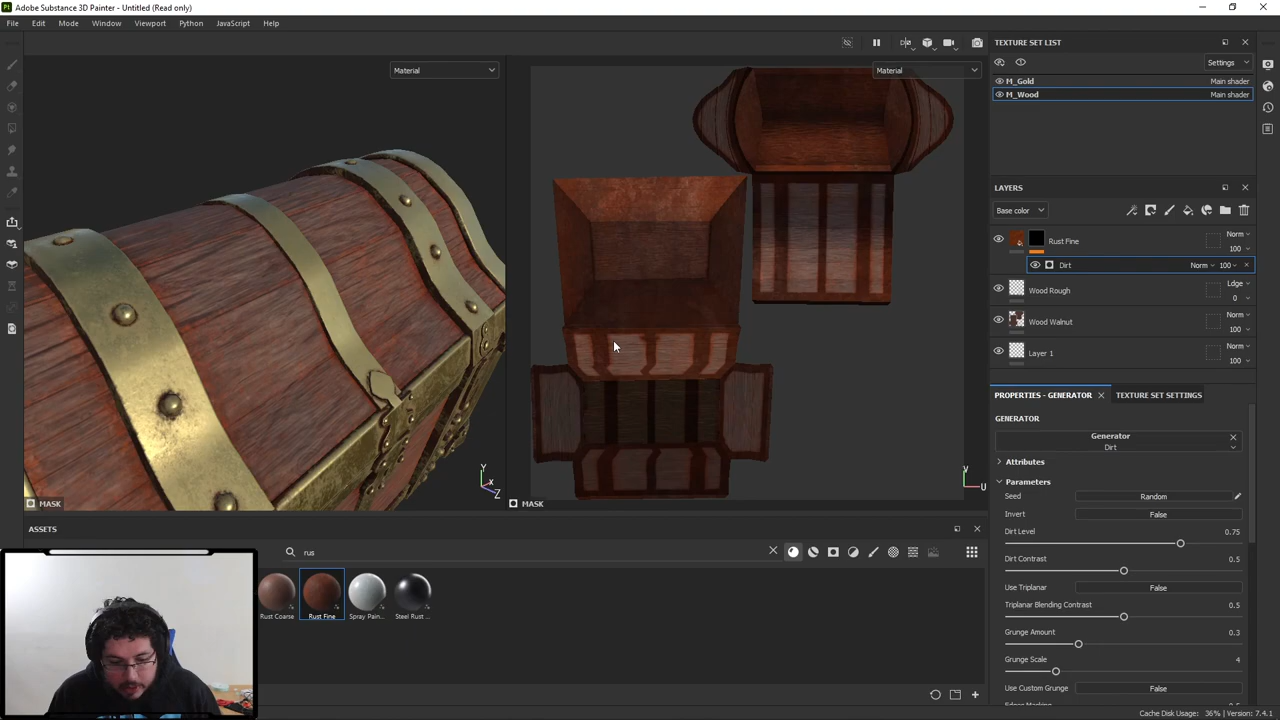 Adobe Substance 3D Painter - Untitled (Read only)
File Edit Mode Window Viewport Python JavaScript Help
Material
Material
MASK
MASK
Y
X
Z
V
U
ASSETS
rus
Rust Coarse
Rust Fine
Spray Pain...
Steel Rust ...
TEXTURE SET LIST
Settings
M_Gold Main shader
M_Wood Main shader
LAYERS
Base color
Rust Fine Norm 100
Dirt Norm 100
Wood Rough Ldge 0
Wood Walnut Norm 100
Layer 1 Norm 100
PROPERTIES - GENERATOR
TEXTURE SET SETTINGS
GENERATOR
Generator
Dirt
Attributes
Parameters
Seed Random
Invert False
Dirt Level 0.75
Dirt Contrast 0.5
Use Triplanar False
Triplanar Blending Contrast 0.5
Grunge Amount 0.3
Grunge Scale 4
Use Custom Grunge False
Cache Disk Usage: 36% | Version: 7.4.1